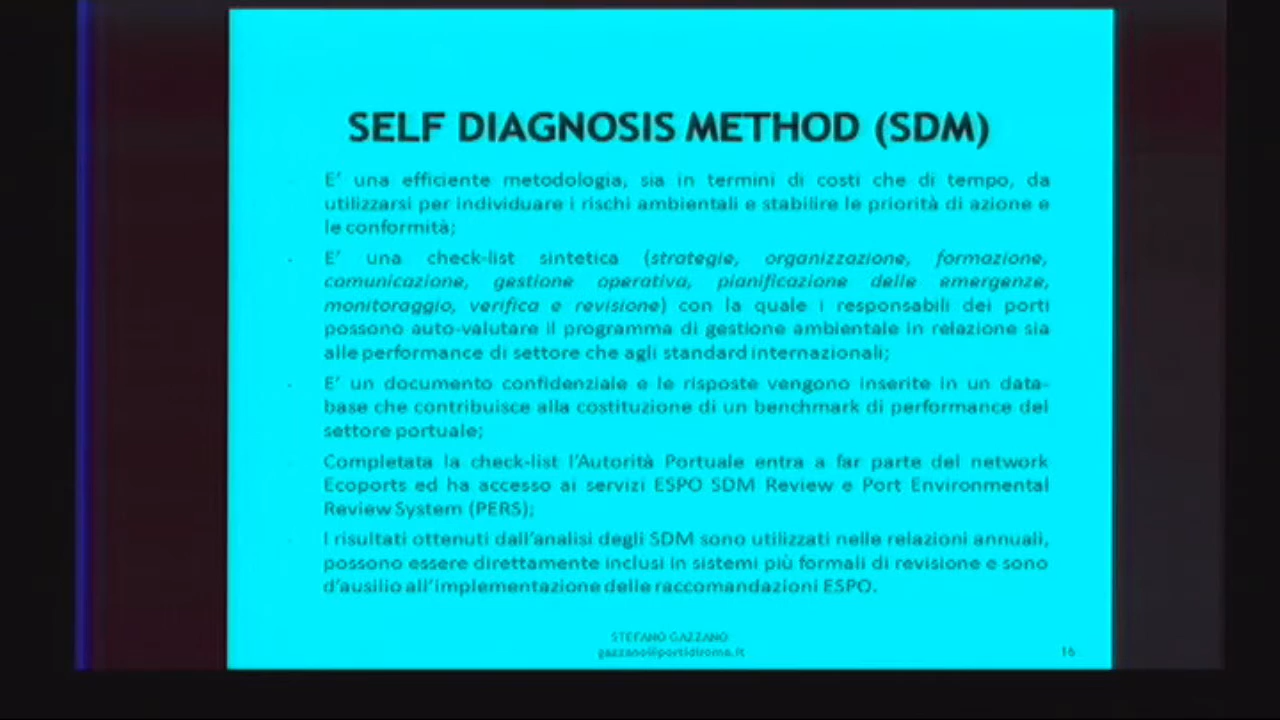 SELF DIAGNOSIS METHOD (SDM)
E' una efficiente metodologia, sia in termini di costi che di tempo, da
utilizzarsi per individuare i rischi ambientali e stabilire le priorità di azione e
le conformità;
E' una check-list sintetica (strategie, organizzazione, formazione,
comunicazione, gestione operativa, pianificazione delle emergenze,
monitoraggio, verifica e revisione) con la quale i responsabili dei porti
possono auto-valutare il programma di gestione ambientale in relazione sia
alle performance di settore che agli standard internazionali;
E' un documento confidenziale e le risposte vengono inserite in un data-
base che contribuisce alla costituzione di un benchmark di performance del
settore portuale;
Completata la check-list l'Autorità Portuale entra a far parte del network
Ecoports ed ha accesso ai servizi ESPO SDM Review e Port Environmental
Review System (PERS);
I risultati ottenuti dall'analisi degli SDM sono utilizzati nelle relazioni annuali,
possono essere direttamente inclusi in sistemi più formali di revisione e sono
d'ausilio all'implementazione delle raccomandazioni ESPO.
STEFANO GAZZANO
gazzano@portidiroma.it
16